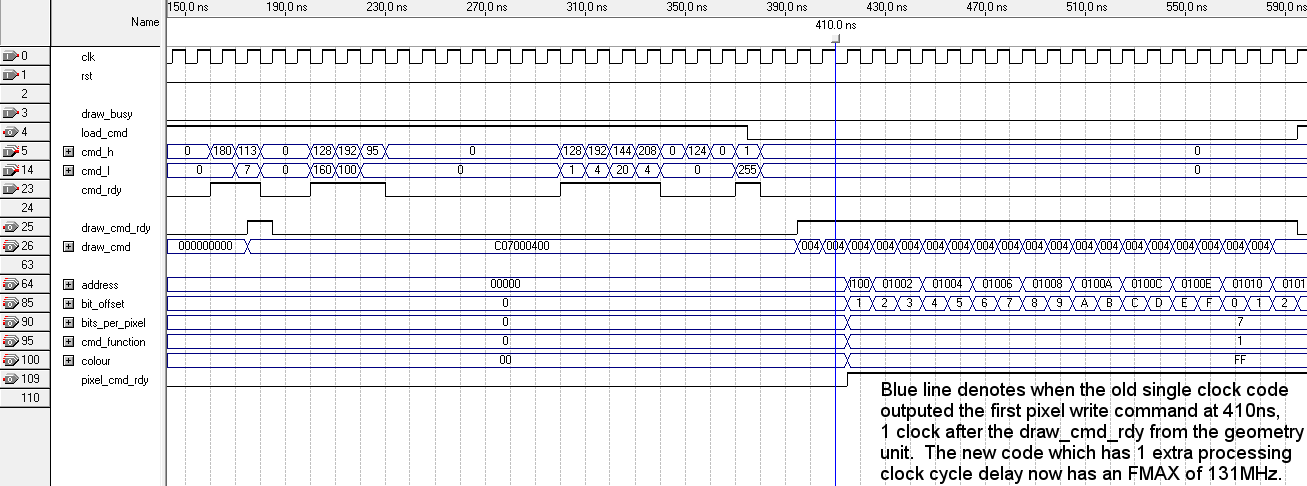 150.0 ns 190.0 ns 230.0 ns 270.0 ns 310.0 ns 350.0 ns 390.0 ns 430.0 ns 470.0 ns 510.0 ns 550.0 ns 590.0 ns
Name
410.0 ns
0 clk
1 rst
2
3 draw_busy
4 load_cmd
5 cmd_h 0 180 113 0 128 192 95 0 128 192 144 208 0 124 0 1 0
14 cmd_l 0 7 0 160 100 0 1 4 20 4 0 255 0
23 cmd_rdy
24
25 draw_cmd_rdy
26 draw_cmd 000000000 C07000400 004 004 004 004 004 004 004 004 004 004 004 004 004 004 004 004 004 004 004
63
64 address 00000 0100 01002 01004 01006 01008 0100A 0100C 0100E 01010 0101
85 bit_offset 0 1 2 3 4 5 6 7 8 9 A B C D E F 0 1 2
90 bits_per_pixel 0 7
95 cmd_function 0 1
100 colour 00 FF
109 pixel_cmd_rdy
110
Blue line denotes when the old single clock code
outputed the first pixel write command at 410ns,
1 clock after the draw_cmd_rdy from the geometry
unit. The new code which has 1 extra processing
clock cycle delay now has an FMAX of 131MHz.